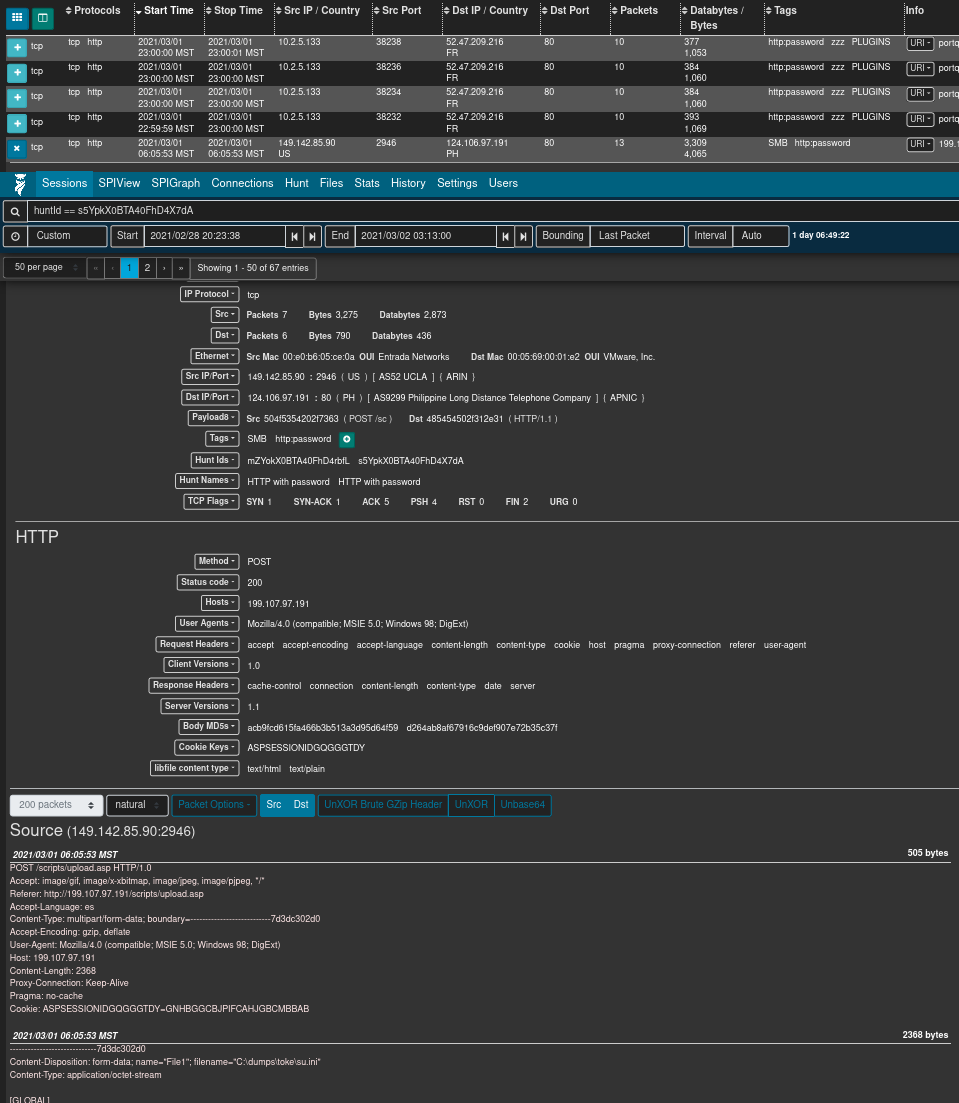 Protocols Start Time Stop Time Src IP / Country Src Port Dst IP / Country Dst Port Packets Databytes / Bytes Tags Info
tcp tcp http 2021/03/01 23:00:00 MST 2021/03/01 23:00:01 MST 10.2.5.133 38238 52.47.209.216 FR 80 10 377 1,053 http:password zzz PLUGINS URI portq
tcp tcp http 2021/03/01 23:00:00 MST 2021/03/01 23:00:00 MST 10.2.5.133 38236 52.47.209.216 FR 80 10 384 1,060 http:password zzz PLUGINS URI portq
tcp tcp http 2021/03/01 23:00:00 MST 2021/03/01 23:00:00 MST 10.2.5.133 38234 52.47.209.216 FR 80 10 384 1,060 http:password zzz PLUGINS URI portq
tcp tcp http 2021/03/01 22:59:59 MST 2021/03/01 23:00:00 MST 10.2.5.133 38232 52.47.209.216 FR 80 10 393 1,069 http:password zzz PLUGINS URI portq
tcp tcp http 2021/03/01 06:05:53 MST 2021/03/01 06:05:53 MST 149.142.85.90 US 2946 124.106.97.191 PH 80 13 3,309 4,065 SMB http:password URI 199.1
Sessions SPIView SPIGraph Connections Hunt Files Stats History Settings Users
huntId == s5YpkX0BTA40FhD4X7dA
Custom Start 2021/02/28 20:23:38 End 2021/03/02 03:13:00 Bounding Last Packet Interval Auto 1 day 06:49:22
50 per page « ‹ 1 2 › » Showing 1 - 50 of 67 entries
IP Protocol tcp
Src Packets 7 Bytes 3,275 Databytes 2,873
Dst Packets 6 Bytes 790 Databytes 436
Ethernet Src Mac 00:e0:b6:05:ce:0a OUI Entrada Networks Dst Mac 00:05:69:00:01:e2 OUI VMware, Inc.
Src IP/Port 149.142.85.90 : 2946 ( US ) [ AS52 UCLA ] { ARIN }
Dst IP/Port 124.106.97.191 : 80 ( PH ) [ AS9299 Philippine Long Distance Telephone Company ] { APNIC }
Payload8 Src 504f5354202f7363 ( POST /sc ) Dst 485454502f312e31 ( HTTP/1.1 )
Tags SMB http:password
Hunt Ids mZYokX0BTA40FhD4rbfL s5YpkX0BTA40FhD4X7dA
Hunt Names HTTP with password HTTP with password
TCP Flags SYN 1 SYN-ACK 1 ACK 5 PSH 4 RST 0 FIN 2 URG 0
HTTP
Method POST
Status code 200
Hosts 199.107.97.191
User Agents Mozilla/4.0 (compatible; MSIE 5.0; Windows 98; DigExt)
Request Headers accept accept-encoding accept-language content-length content-type cookie host pragma proxy-connection referer user-agent
Client Versions 1.0
Response Headers cache-control connection content-length content-type date server
Server Versions 1.1
Body MD5s acb9fcd615fa466b3b513a3d95d64f59 d264ab8af67916c9def907e72b35c37f
Cookie Keys ASPSESSIONIDGQGGGTDY
libfile content type text/html text/plain
200 packets natural Packet Options Src Dst UnXOR Brute GZip Header UnXOR Unbase64
Source (149.142.85.90:2946)
2021/03/01 06:05:53 MST 505 bytes
POST /scripts/upload.asp HTTP/1.0
Accept: image/gif, image/x-xbitmap, image/jpeg, image/pjpeg, */*
Referer: http://199.107.97.191/scripts/upload.asp
Accept-Language: es
Content-Type: multipart/form-data; boundary=---------------------------7d3dc302d0
Accept-Encoding: gzip, deflate
User-Agent: Mozilla/4.0 (compatible; MSIE 5.0; Windows 98; DigExt)
Host: 199.107.97.191
Content-Length: 2368
Proxy-Connection: Keep-Alive
Pragma: no-cache
Cookie: ASPSESSIONIDGQGGGTDY=GNHBGGCBJPIFCAHJGBCMBBAB
2021/03/01 06:05:53 MST 2368 bytes
-----------------------------7d3dc302d0
Content-Disposition: form-data; name="File1"; filename="C:\dumps\toke\su.ini"
Content-Type: application/octet-stream
[GLOBAL]